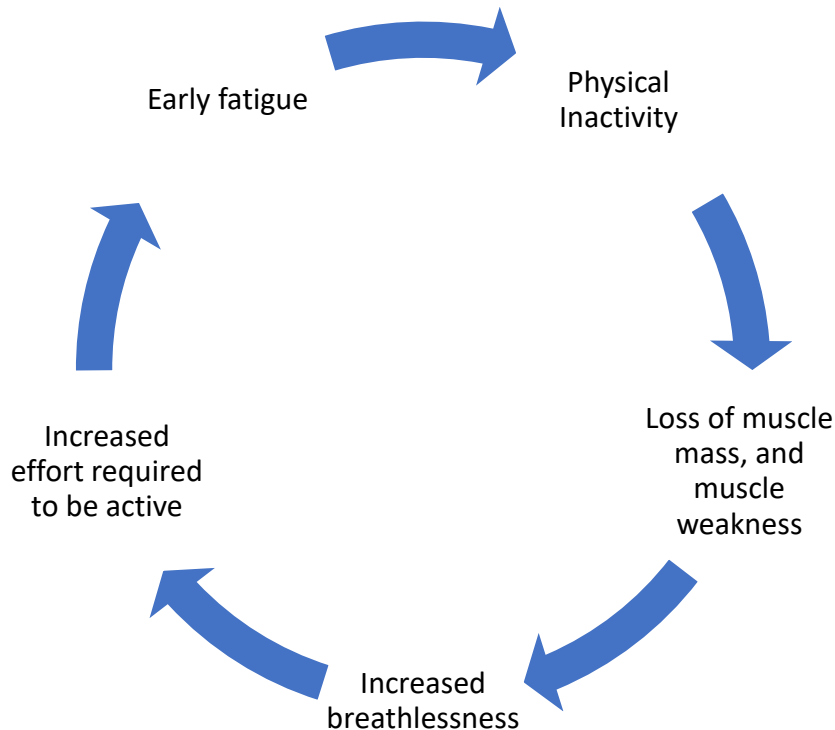 Early fatigue
Physical
Inactivity
Loss of muscle
mass, and
muscle
weakness
Increased
breathlessness
Increased
effort required
to be active